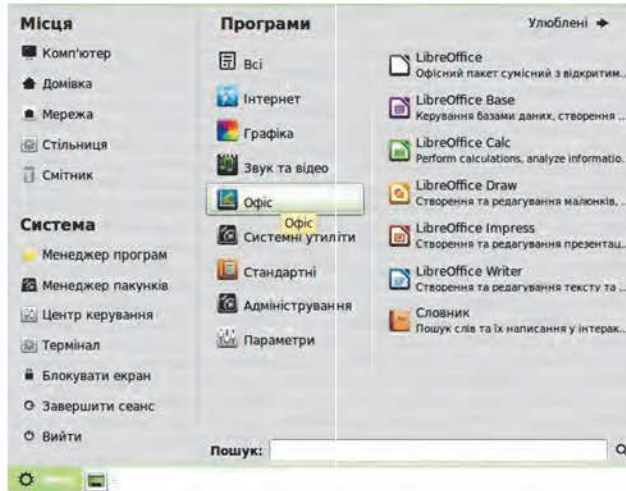 Місця
Комп'ютер
Домівка
Мережа
Стільниця
Смітник
Система
Менеджер програм
Менеджер пакунків
Центр керування
Термінал
Блокувати екран
Завершити сеанс
Вийти
Програми
Всі
Інтернет
Графіка
Звук та відео
Офіс
Офіс
Системні утиліти
Стандартні
Адміністрування
Параметри
Улюблені
LibreOffice
Офісний пакет сумісний з відкритим...
LibreOffice Base
Керування базами даних, створення ...
LibreOffice Calc
Perform calculations, analyze informatio...
LibreOffice Draw
Створення та редагування малюнків, ...
LibreOffice Impress
Створення та редагування презентац...
LibreOffice Writer
Створення та редагування тексту та ...
Словник
Пошук слів та їх написання у інтерак...
Пошук: